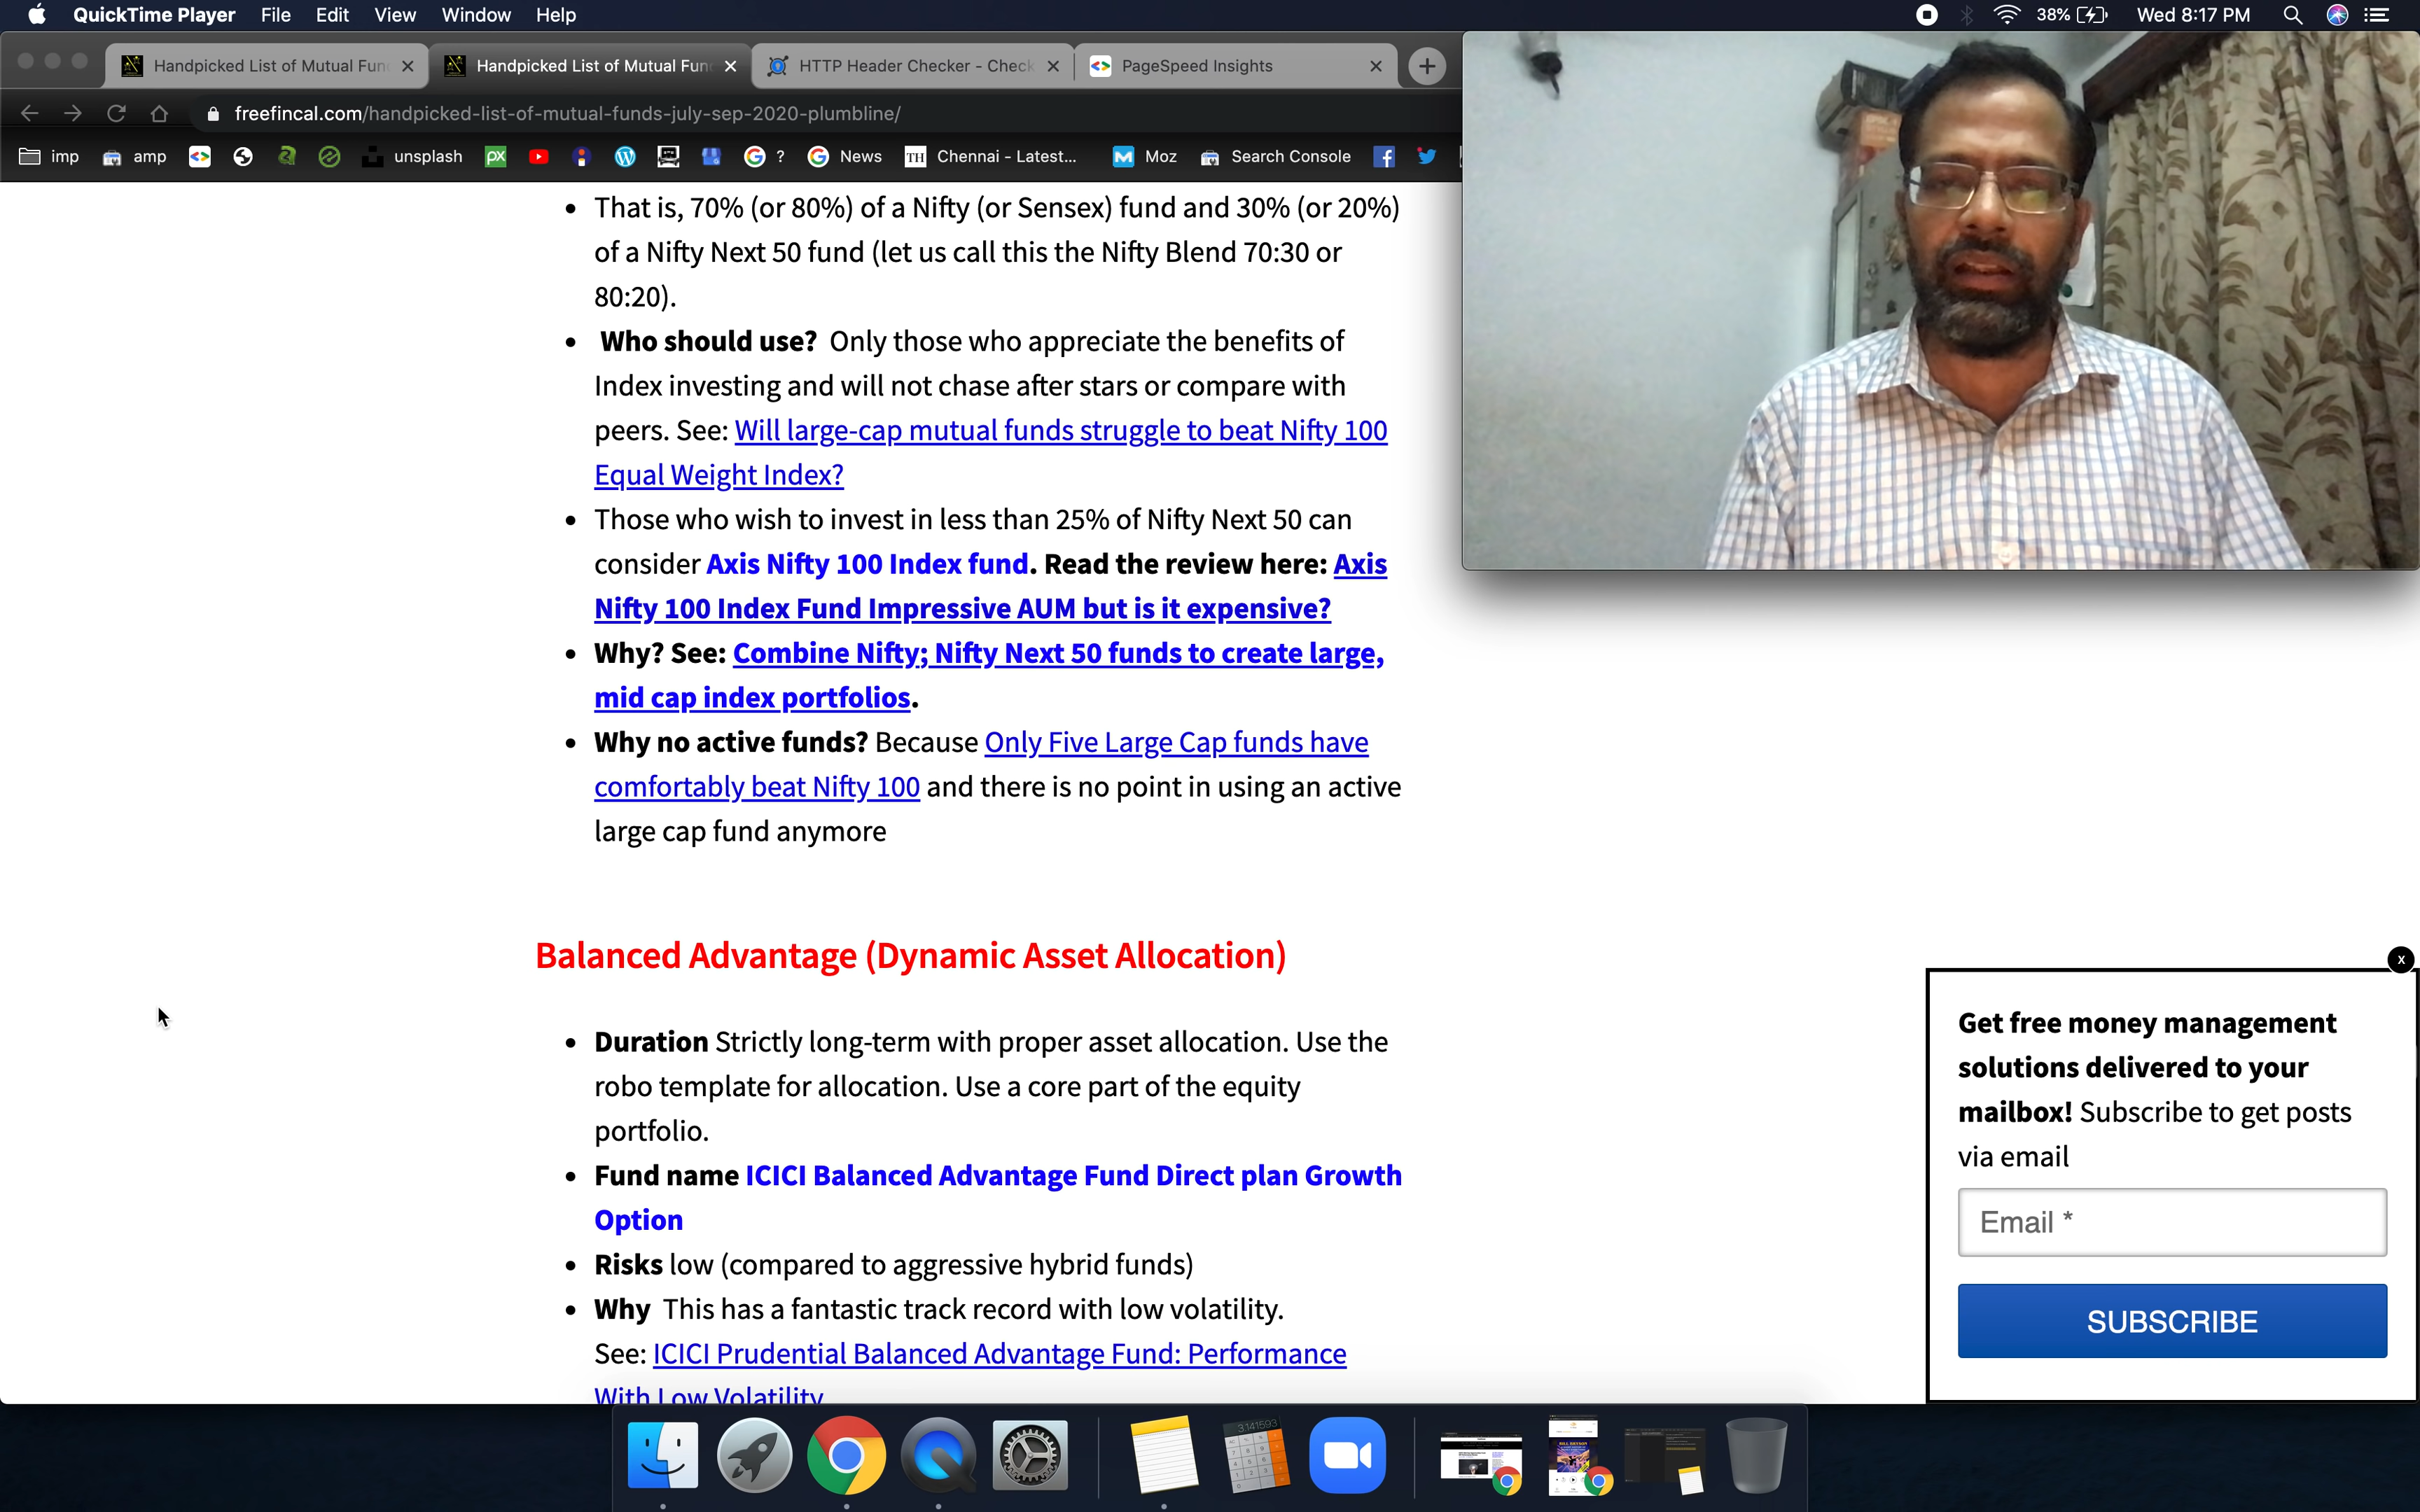 QuickTime Player File Edit View Window Help
38% Wed 8:17 PM
Handpicked List of Mutual Fun
Handpicked List of Mutual Fun
HTTP Header Checker - Check
PageSpeed Insights
freefincal.com/handpicked-list-of-mutual-funds-july-sep-2020-plumbline/
imp amp unsplash PX G ? G News TH Chennai - Latest... M Moz Search Console
• That is, 70% (or 80%) of a Nifty (or Sensex) fund and 30% (or 20%)
of a Nifty Next 50 fund (let us call this the Nifty Blend 70:30 or
80:20).
• Who should use? Only those who appreciate the benefits of
Index investing and will not chase after stars or compare with
peers. See: Will large-cap mutual funds struggle to beat Nifty 100
Equal Weight Index?
• Those who wish to invest in less than 25% of Nifty Next 50 can
consider Axis Nifty 100 Index fund. Read the review here: Axis
Nifty 100 Index Fund Impressive AUM but is it expensive?
• Why? See: Combine Nifty; Nifty Next 50 funds to create large,
mid cap index portfolios.
• Why no active funds? Because Only Five Large Cap funds have
comfortably beat Nifty 100 and there is no point in using an active
large cap fund anymore
Balanced Advantage (Dynamic Asset Allocation)
• Duration Strictly long-term with proper asset allocation. Use the
robo template for allocation. Use a core part of the equity
portfolio.
• Fund name ICICI Balanced Advantage Fund Direct plan Growth
Option
• Risks low (compared to aggressive hybrid funds)
• Why This has a fantastic track record with low volatility.
See: ICICI Prudential Balanced Advantage Fund: Performance
With Low Volatility
x
Get free money management
solutions delivered to your
mailbox! Subscribe to get posts
via email
Email *
SUBSCRIBE
3.141593